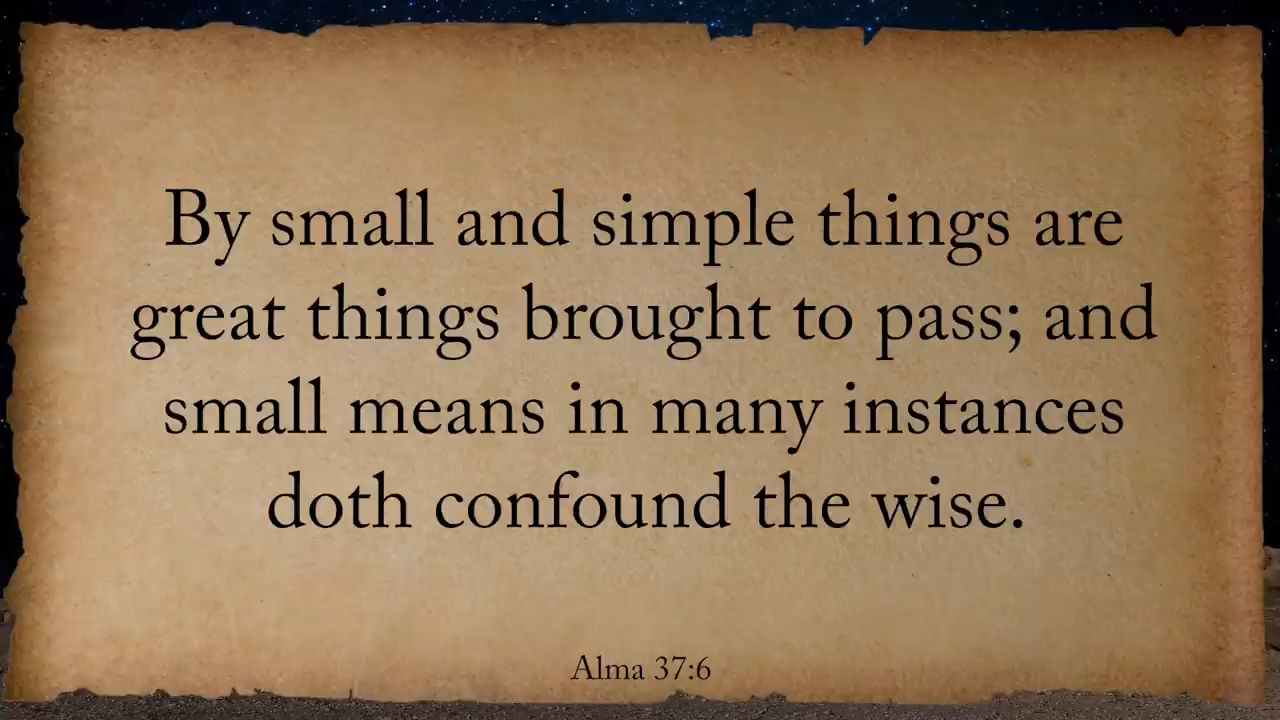 By small and simple things are
great things brought to pass; and
small means in many instances
doth confound the wise.
Alma 37:6